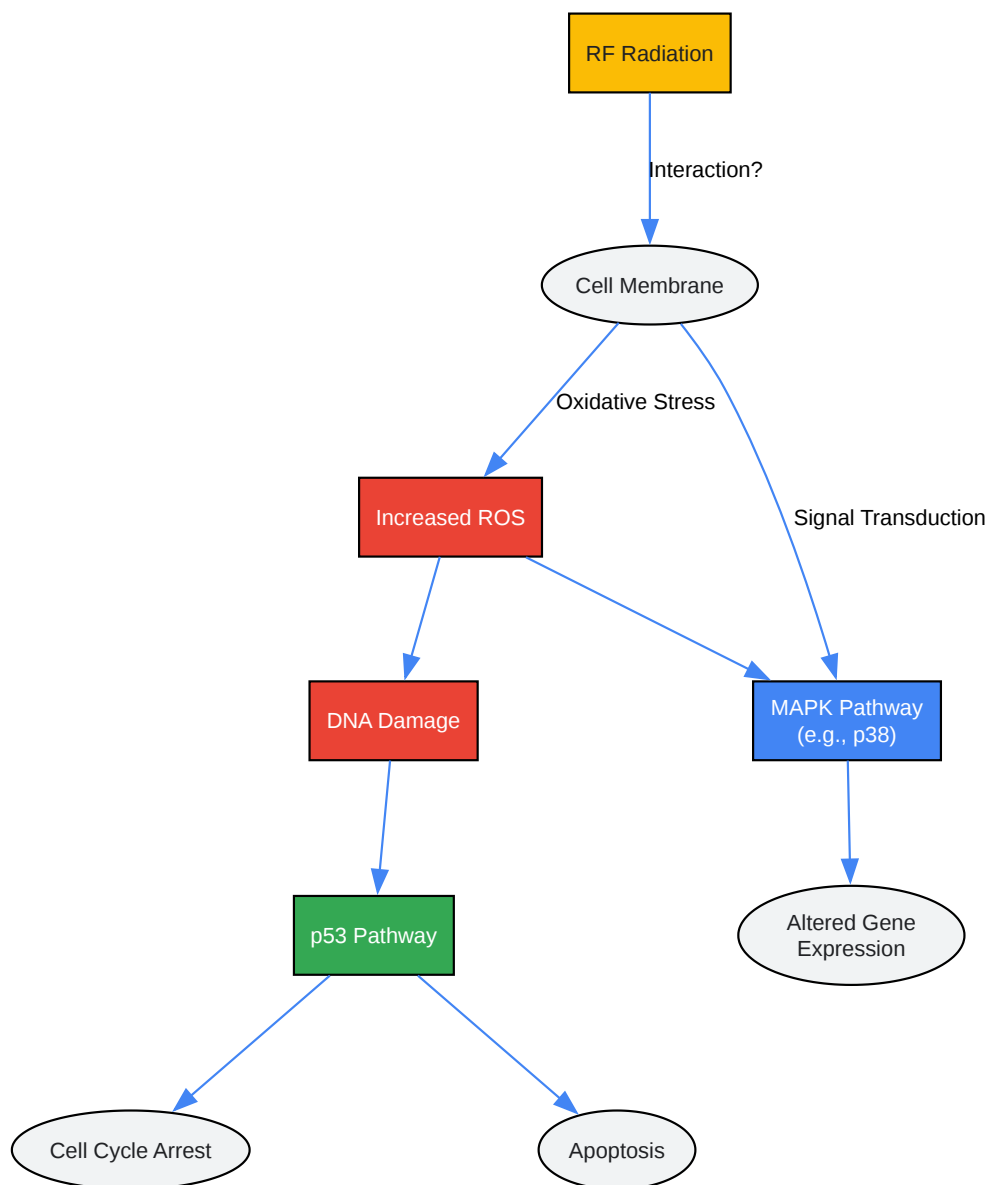 RF Radiation
Interaction?
Cell Membrane
Oxidative Stress
Increased ROS
Signal Transduction
DNA Damage
MAPK Pathway
(e.g., p38)
p53 Pathway
Altered Gene
Expression
Cell Cycle Arrest
Apoptosis